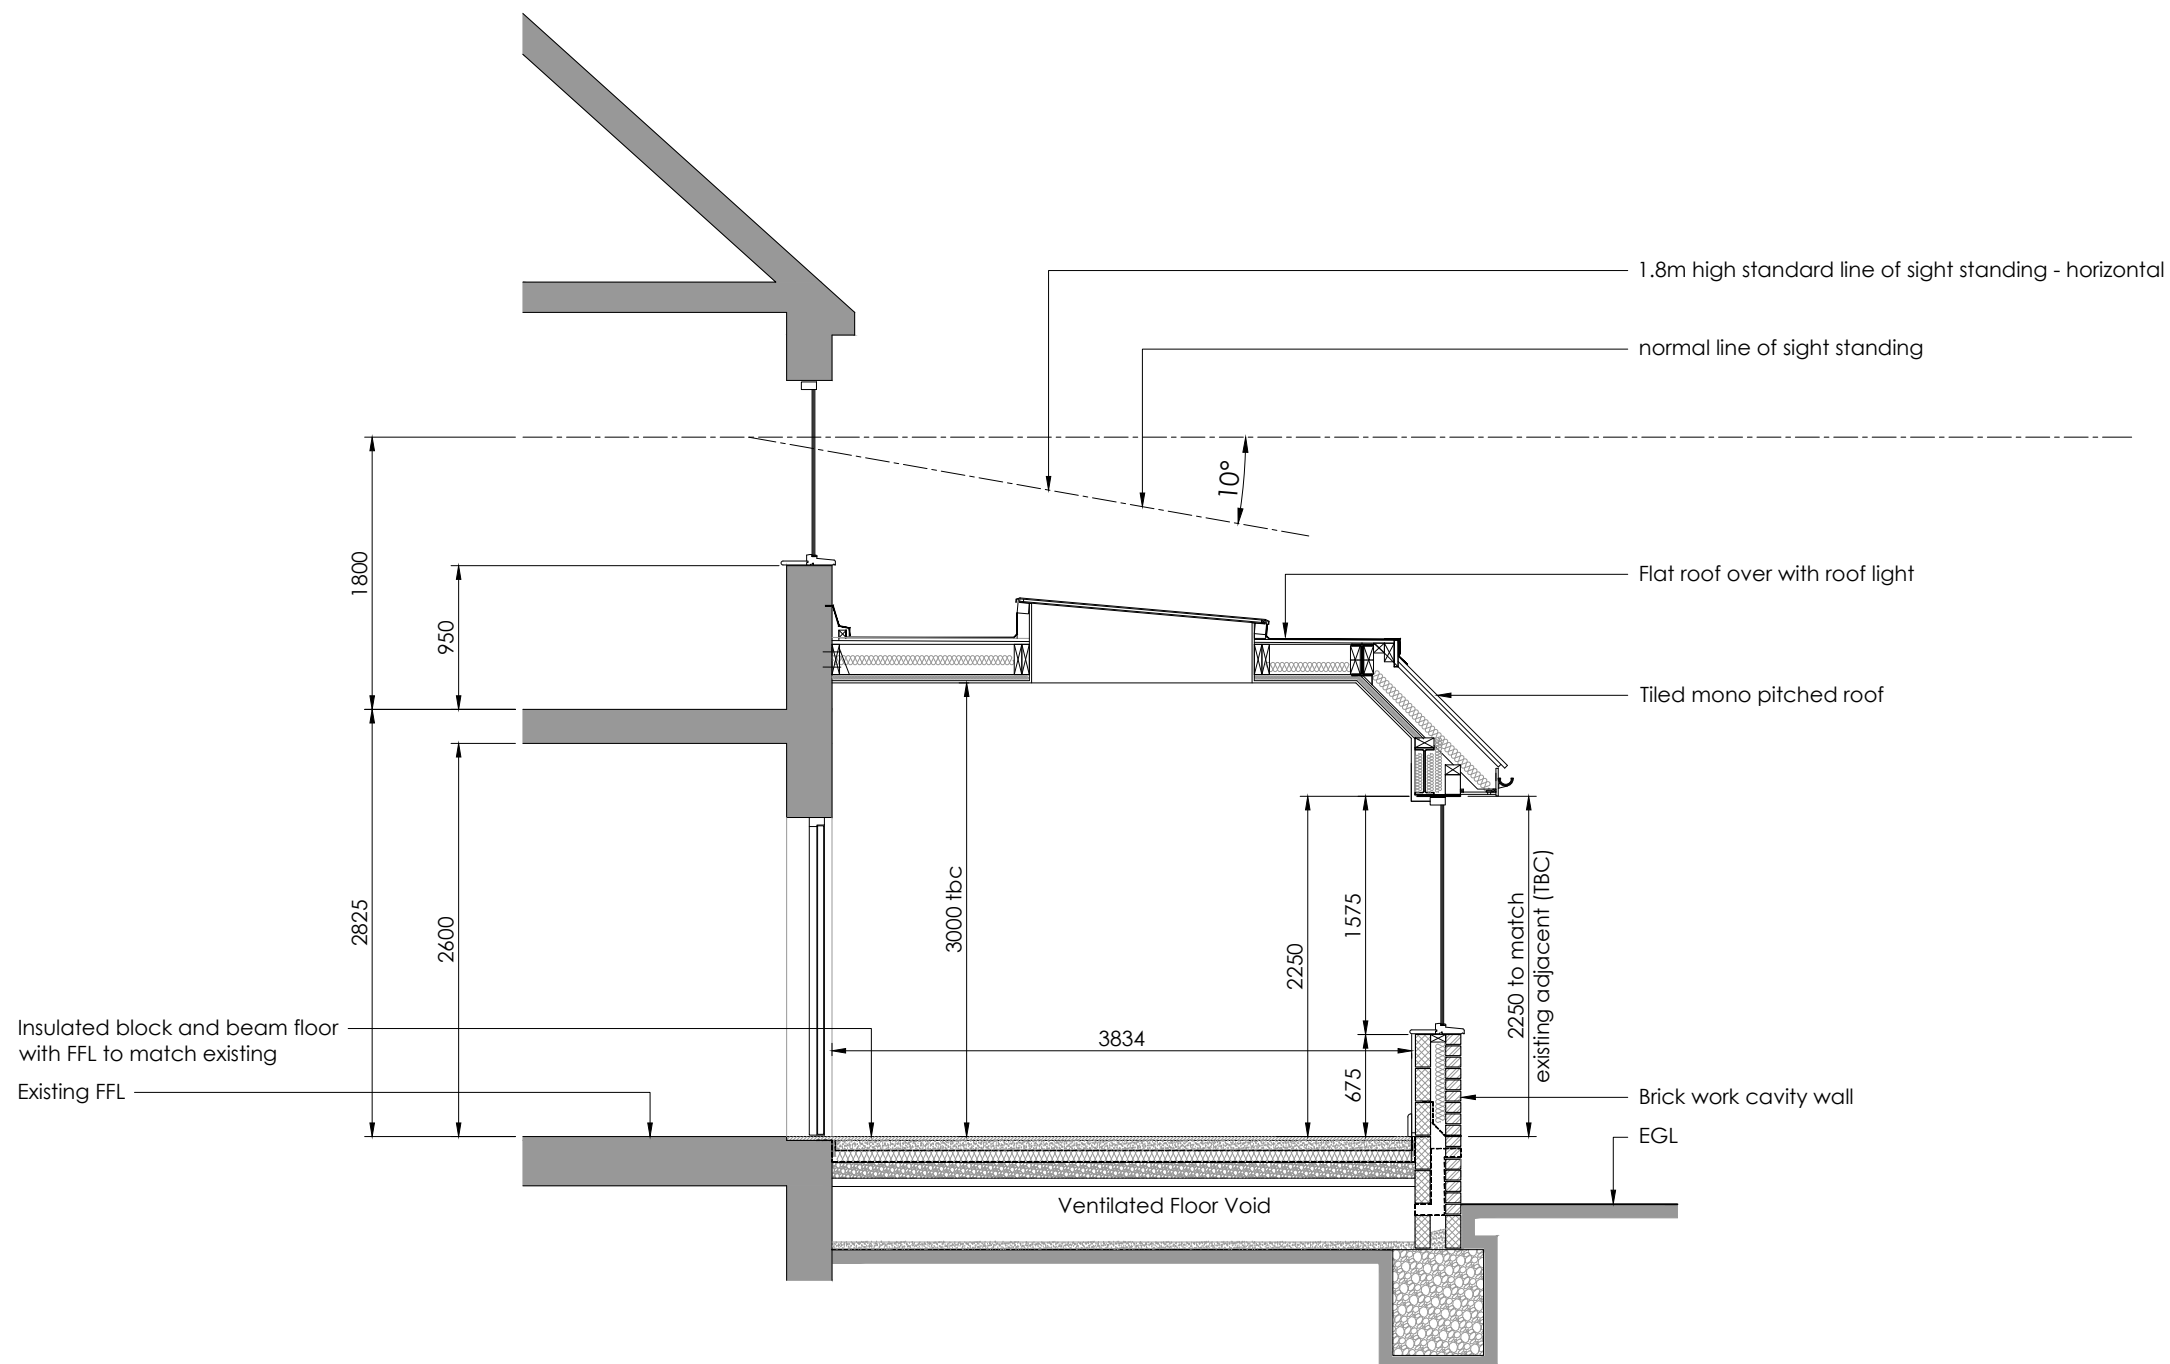 1.8m high standard line of sight standing - horizontal
normal line of sight standing
10°
1800
950
Flat roof over with roof light
Tiled mono pitched roof
2825
2600
3000 tbc
2250
1575
2250 to match
existing adjacent (TBC)
Insulated block and beam floor
with FFL to match existing
3834
675
Existing FFL
Brick work cavity wall
EGL
Ventilated Floor Void